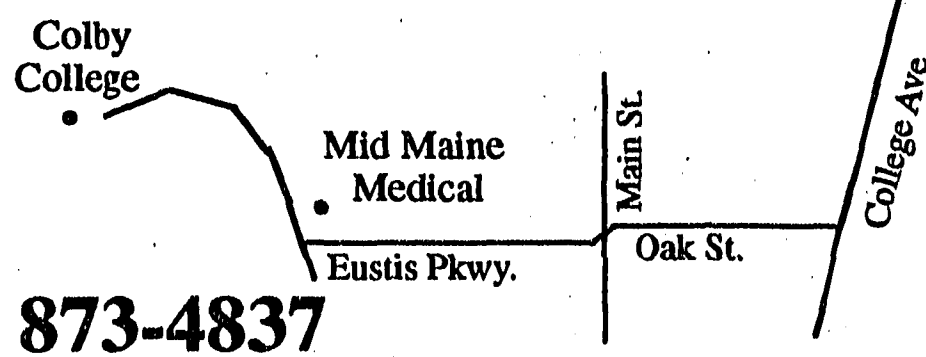 Colby
College
Mid Maine
Medical
Main St.
College Ave
Eustis Pkwy.
Oak St.
873-4837